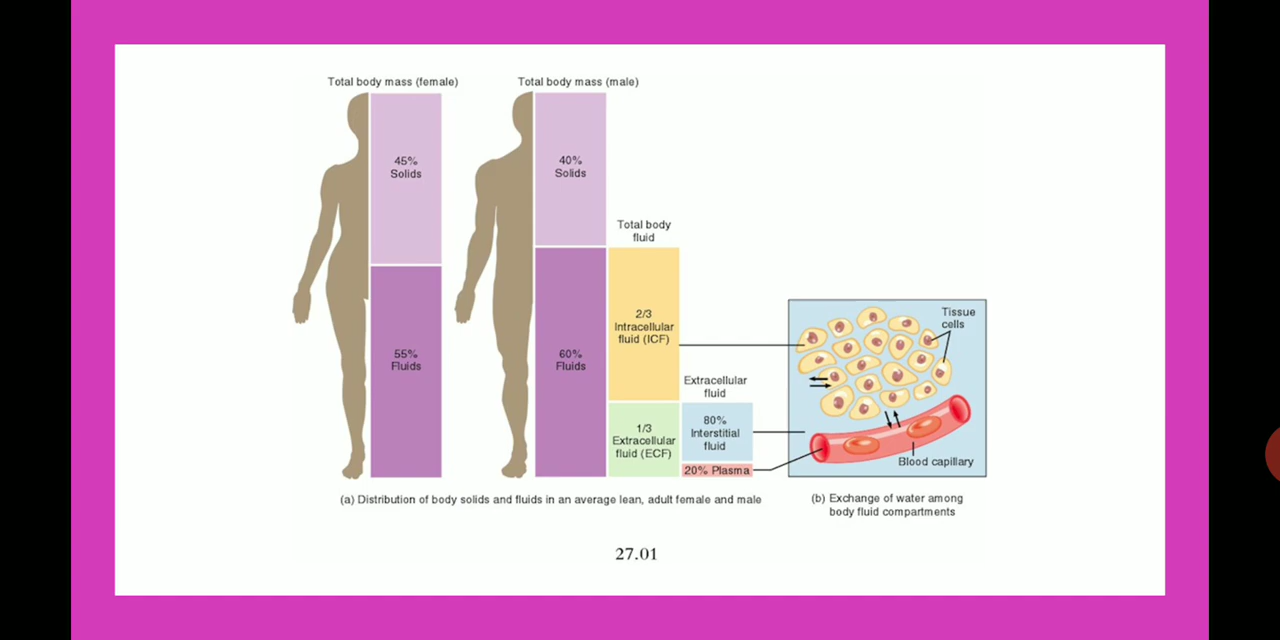 Total body mass (female)
45%
Solids
55%
Fluids
Total body mass (male)
40%
Solids
60%
Fluids
Total body
fluid
2/3
Intracellular
fluid (ICF)
1/3
Extracellular
fluid (ECF)
Extracellular
fluid
80%
Interstitial
fluid
20% Plasma
Tissue
cells
Blood capillary
(a) Distribution of body solids and fluids in an average lean, adult female and male
(b) Exchange of water among
body fluid compartments
27.01